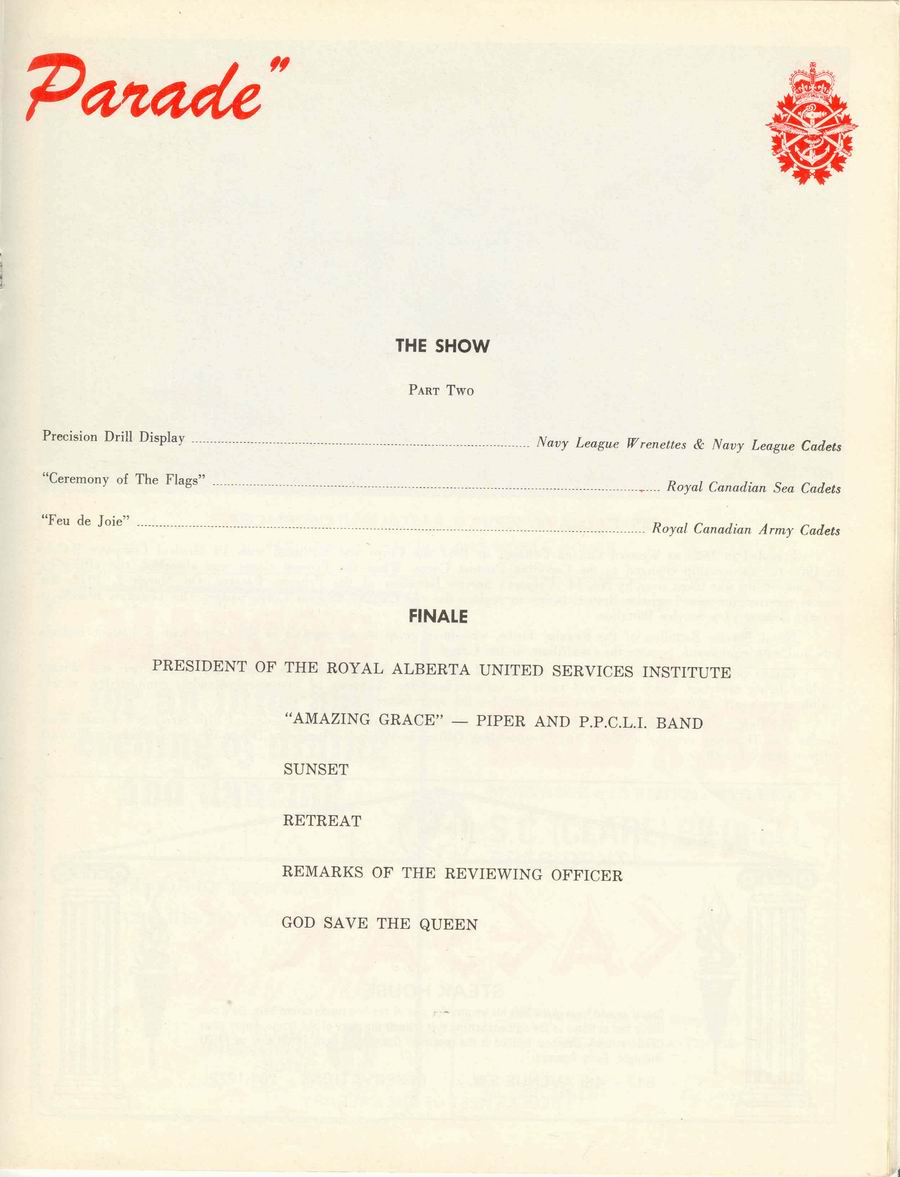 Parade”
THE SHOW
PART TWO
Precision Drill Display ........ Navy League Wrenettes & Navy League Cadets
“Ceremony of The Flags” ........ Royal Canadian Sea Cadets
“Feu de Joie” ........ Royal Canadian Army Cadets
FINALE
PRESIDENT OF THE ROYAL ALBERTA UNITED SERVICES INSTITUTE
“AMAZING GRACE” — PIPER AND P.P.C.L.I. BAND
SUNSET
RETREAT
REMARKS OF THE REVIEWING OFFICER
GOD SAVE THE QUEEN